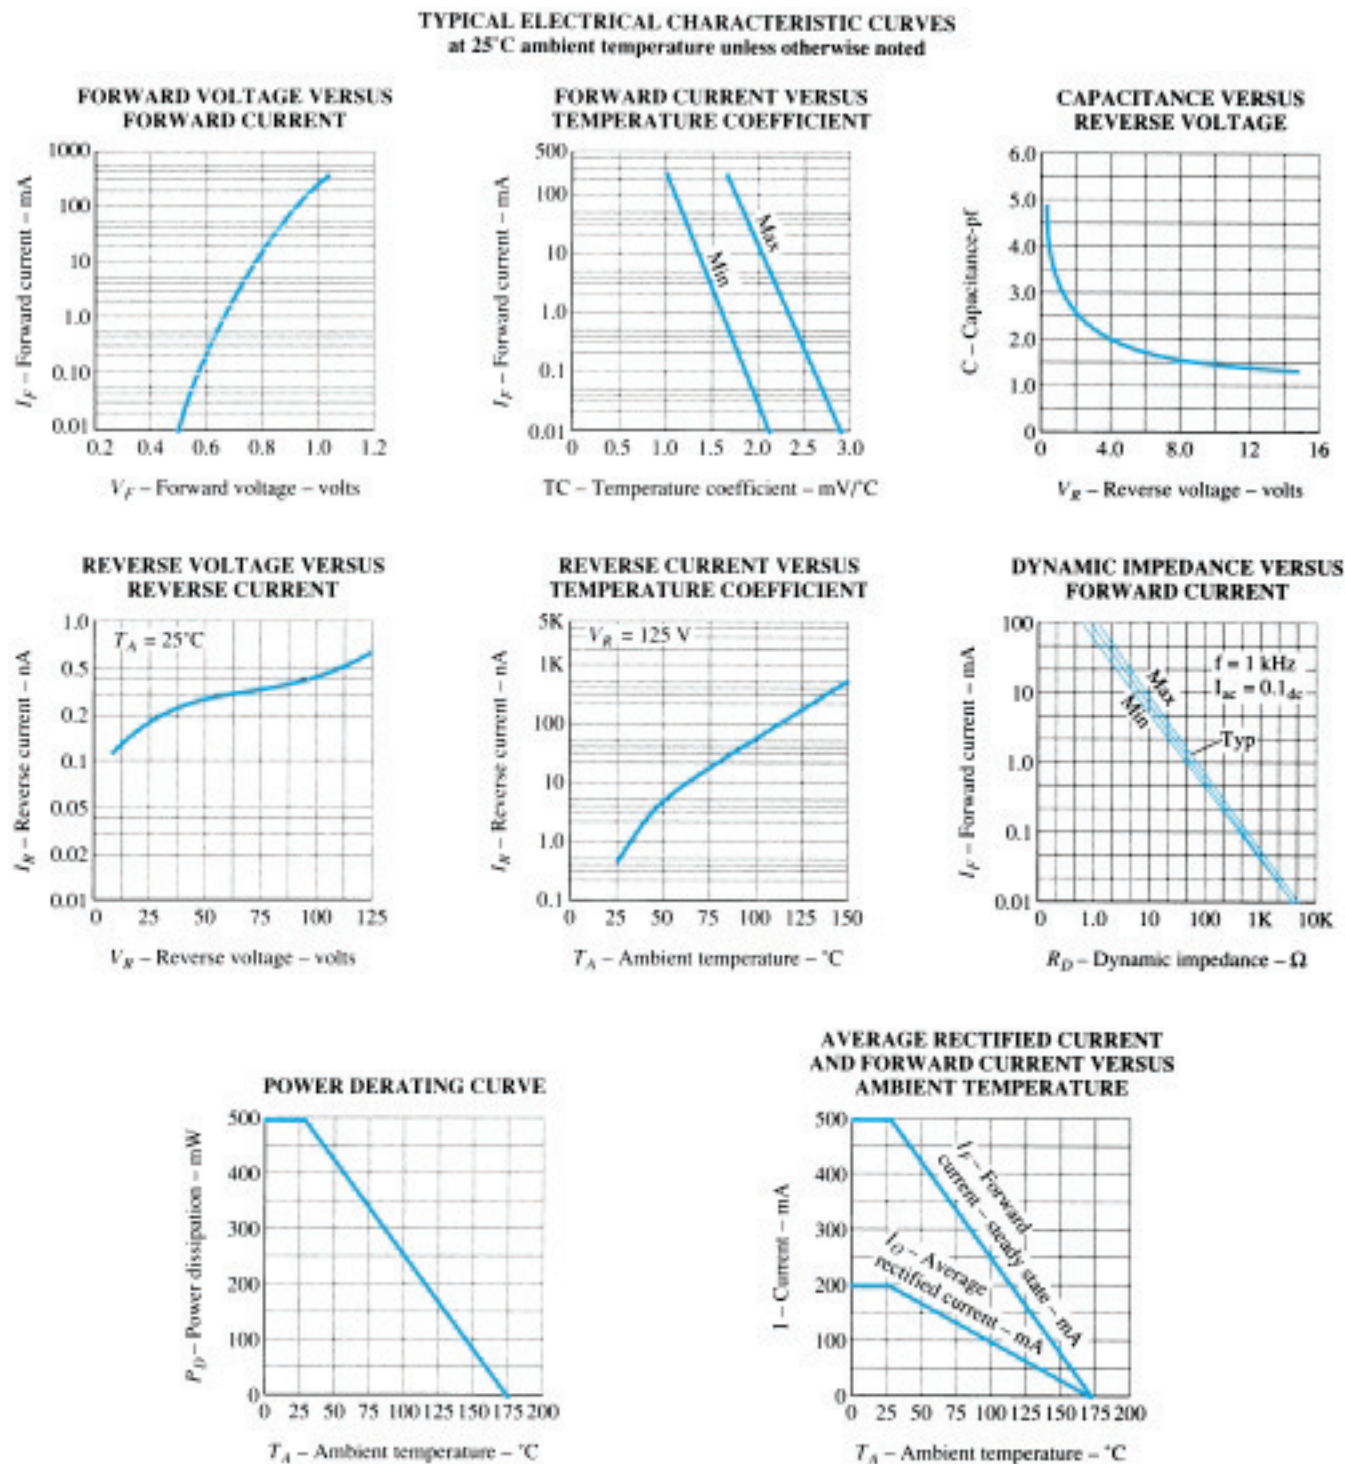 TYPICAL ELECTRICAL CHARACTERISTIC CURVES
at 25°C ambient temperature unless otherwise noted
FORWARD VOLTAGE VERSUS
FORWARD CURRENT
1000
100
10
1.0
0.10
0.01
0.2 0.4 0.6 0.8 1.0 1.2
I_F – Forward current – mA
V_F – Forward voltage – volts
FORWARD CURRENT VERSUS
TEMPERATURE COEFFICIENT
500
100
10
1.0
0.1
0.01
0 0.5 1.0 1.5 2.0 2.5 3.0
Max
Min
I_F – Forward current – mA
TC – Temperature coefficient – mV/°C
CAPACITANCE VERSUS
REVERSE VOLTAGE
6.0
5.0
4.0
3.0
2.0
1.0
0
0 4.0 8.0 12 16
C – Capacitance-pf
V_R – Reverse voltage – volts
REVERSE VOLTAGE VERSUS
REVERSE CURRENT
T_A = 25°C
1.0
0.5
0.2
0.1
0.05
0.02
0.01
0 25 50 75 100 125
I_R – Reverse current – nA
V_R – Reverse voltage – volts
REVERSE CURRENT VERSUS
TEMPERATURE COEFFICIENT
V_R = 125 V
5K
1K
100
10
1.0
0.1
0 25 50 75 100 125 150
I_R – Reverse current – nA
T_A – Ambient temperature – °C
DYNAMIC IMPEDANCE VERSUS
FORWARD CURRENT
f = 1 kHz
I_ac = 0.1_dc
Max
Min
Typ
100
10
1.0
0.1
0.01
0 1.0 10 100 1K 10K
I_F – Forward current – mA
R_D – Dynamic impedance – Ω
POWER DERATING CURVE
500
400
300
200
100
0
0 25 50 75 100 125 150 175 200
P_D – Power dissipation – mW
T_A – Ambient temperature – °C
AVERAGE RECTIFIED CURRENT
AND FORWARD CURRENT VERSUS
AMBIENT TEMPERATURE
500
400
300
200
100
0
0 25 50 75 100 125 150 175 200
I_F – Forward
current – steady state – mA
I_O – Average
rectified current – mA
1 – Current – mA
T_A – Ambient temperature – °C